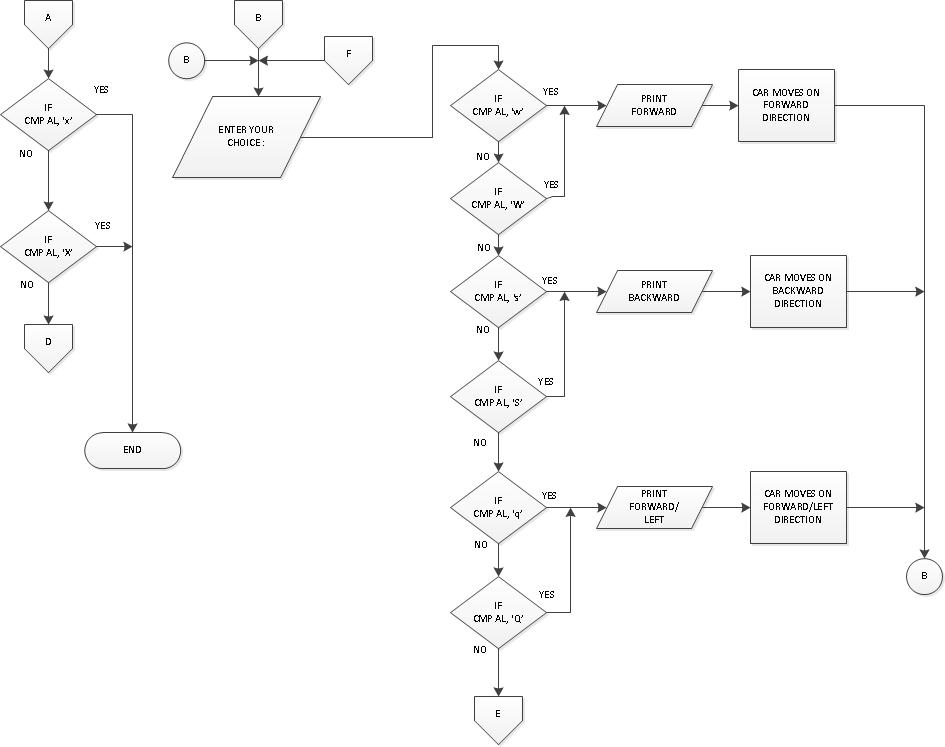 A
IF
CMP AL, 'x'
YES
NO
IF
CMP AL, 'X'
YES
NO
D
END
B
B
F
ENTER YOUR
CHOICE:
IF
CMP AL, 'w'
YES
NO
PRINT
FORWARD
CAR MOVES ON
FORWARD
DIRECTION
IF
CMP AL, 'W'
YES
NO
IF
CMP AL, 's'
YES
NO
PRINT
BACKWARD
CAR MOVES ON
BACKWARD
DIRECTION
IF
CMP AL, 'S'
YES
NO
IF
CMP AL, 'q'
YES
NO
PRINT
FORWARD/
LEFT
CAR MOVES ON
FORWARD/LEFT
DIRECTION
B
IF
CMP AL, 'Q'
YES
NO
E